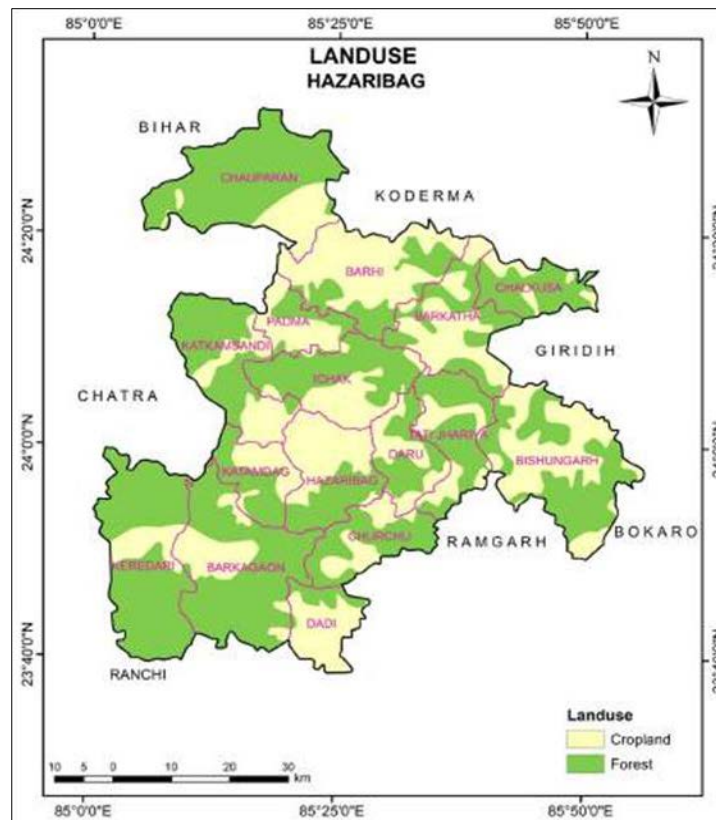 85°0'0"E 85°25'0"E 85°50'0"E
LANDUSE
HAZARIBAG
N
BIHAR
CHAUPARAN
KODERMA
24°20'0"N
BARHI
CHALKUSA
PADMA
BARKATHA
KATKAMSANDI
GIRIDIH
ICHAK
CHATRA
24°0'0"N
TATIJHARIYA
DARU
BISHUNGARH
KATAMDAG
HAZARIBAG
BOKARO
CHURCHU
RAMGARH
KEREDARI
BARKAGAON
DADI
23°40'0"N
RANCHI
Landuse
Cropland
Forest
10 5 0 10 20 30
km
85°0'0"E 85°25'0"E 85°50'0"E